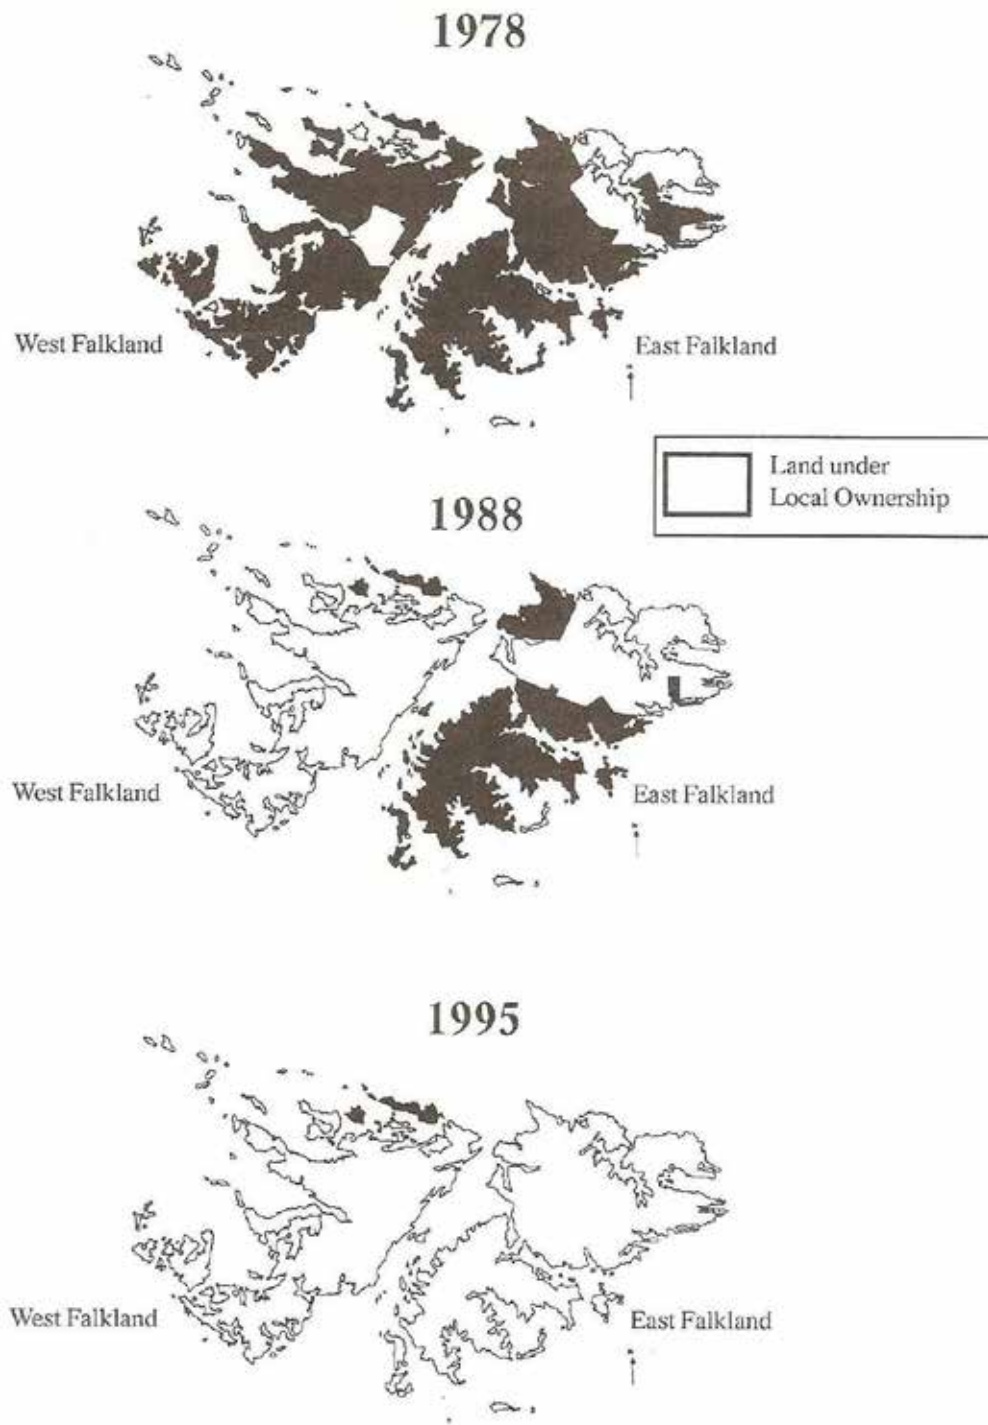 1978
West Falkland
East Falkland
Land under
Local Ownership
1988
West Falkland
East Falkland
1995
West Falkland
East Falkland